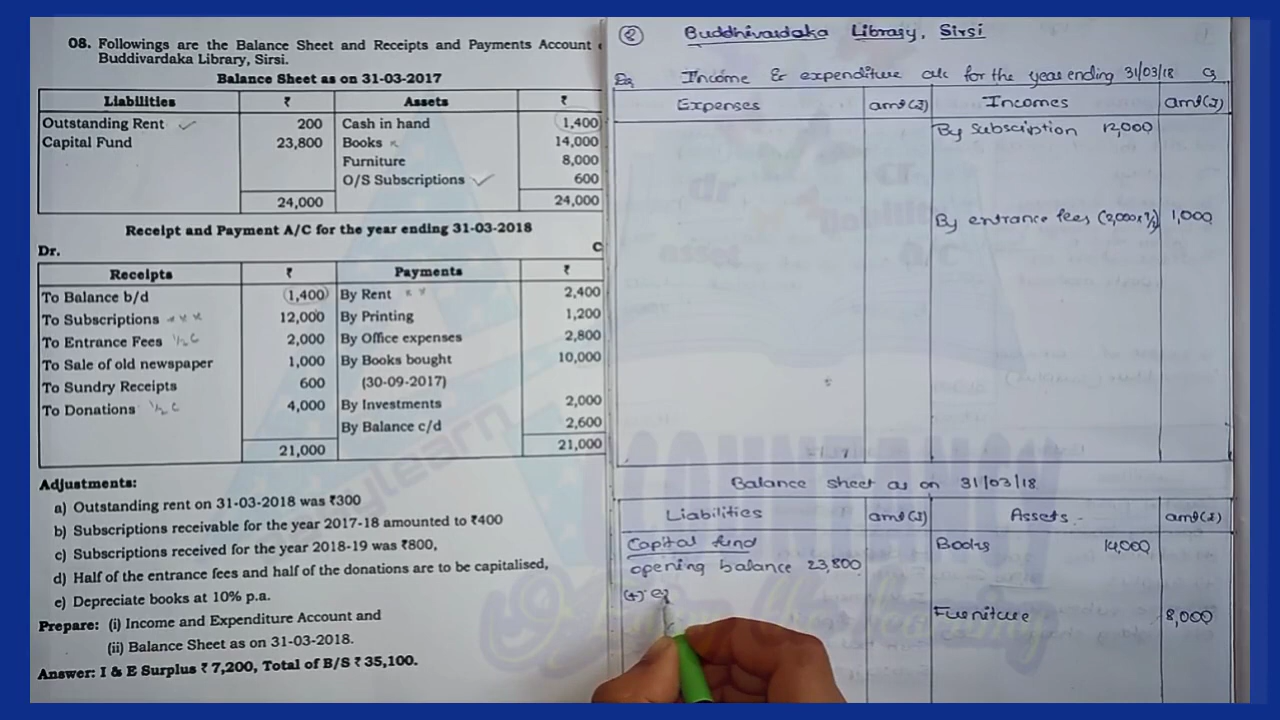 08. Followings are the Balance Sheet and Receipts and Payments Account
Buddivardaka Library, Sirsi.
Balance Sheet as on 31-03-2017
Liabilities ₹ Assets ₹
Outstanding Rent 200 Cash in hand 1,400
Capital Fund 23,800 Books 14,000
Furniture 8,000
O/S Subscriptions 600
24,000 24,000
Receipt and Payment A/C for the year ending 31-03-2018
Dr. C
Receipts ₹ Payments ₹
To Balance b/d 1,400 By Rent 2,400
To Subscriptions 12,000 By Printing 1,200
To Entrance Fees ½ C 2,000 By Office expenses 2,800
To Sale of old newspaper 1,000 By Books bought 10,000
To Sundry Receipts 600 (30-09-2017)
To Donations ½ C 4,000 By Investments 2,000
By Balance c/d 2,600
21,000 21,000
Adjustments:
a) Outstanding rent on 31-03-2018 was ₹300
b) Subscriptions receivable for the year 2017-18 amounted to ₹400
c) Subscriptions received for the year 2018-19 was ₹800,
d) Half of the entrance fees and half of the donations are to be capitalised,
e) Depreciate books at 10% p.a.
Prepare: (i) Income and Expenditure Account and
(ii) Balance Sheet as on 31-03-2018.
Answer: I & E Surplus ₹ 7,200, Total of B/S ₹ 35,100.
8 Buddhivardaka Library, Sirsi
Dr Income & expenditure a/c for the year ending 31/03/18 Cr
Expenses amt(₹) Incomes amt(₹)
By Subscription 12,000
By entrance fees (2,000x½) 1,000
Balance sheet as on 31/03/18
Liabilities amt(₹) Assets amt(₹)
Capital fund Books 14,000
opening balance 23,800
(+)
Furniture 8,000